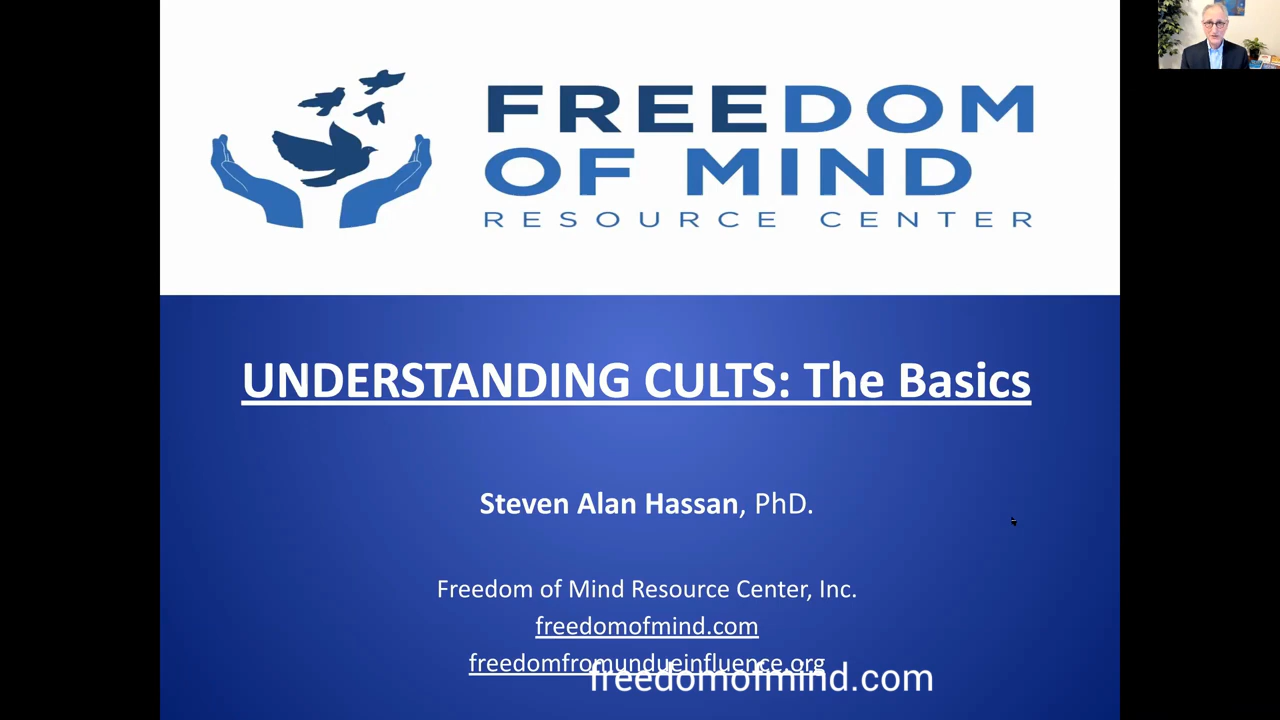 FREEDOM
OF MIND
RESOURCE CENTER
UNDERSTANDING CULTS: The Basics
Steven Alan Hassan, PhD.
Freedom of Mind Resource Center, Inc.
freedomofmind.com
freedomfromundueinfluence.org
freedomofmind.com